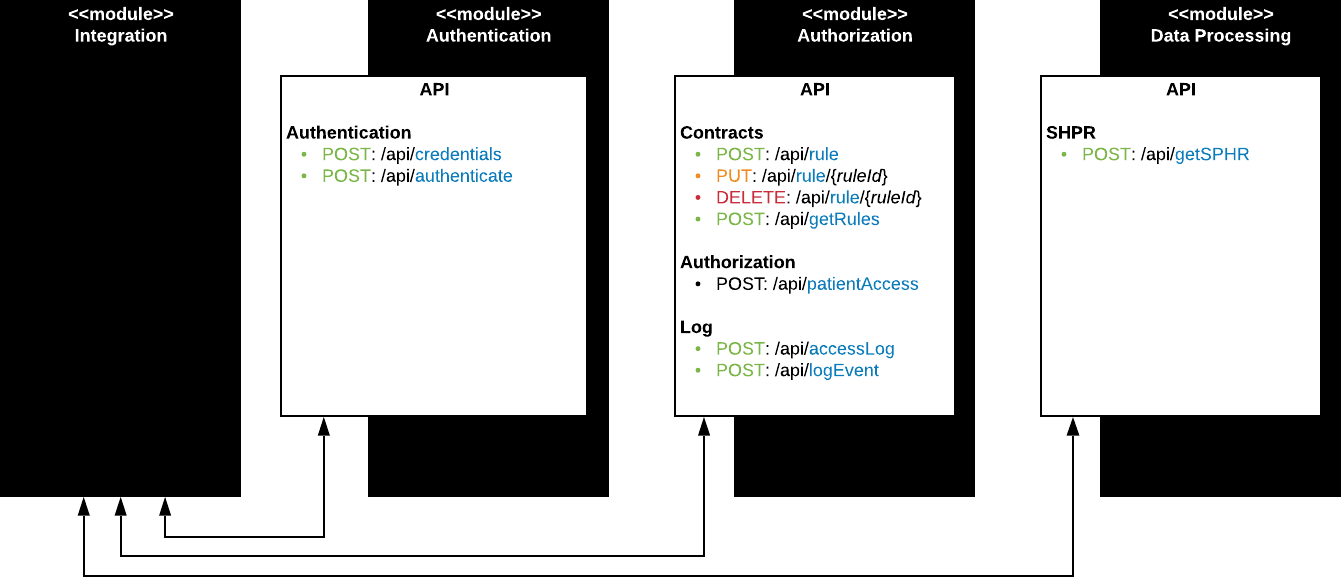 <<module>>
Integration
<<module>>
Authentication
API
Authentication
• POST: /api/credentials
• POST: /api/authenticate
<<module>>
Authorization
API
Contracts
• POST: /api/rule
• PUT: /api/rule/{ruleId}
• DELETE: /api/rule/{ruleId}
• POST: /api/getRules
Authorization
• POST: /api/patientAccess
Log
• POST: /api/accessLog
• POST: /api/logEvent
<<module>>
Data Processing
API
SHPR
• POST: /api/getSPHR